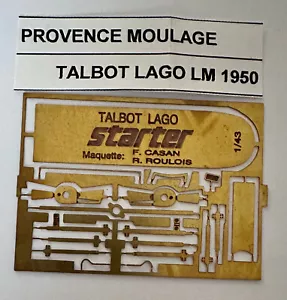 PROVENCE MOULAGE
TALBOT LAGO LM 1950
TALBOT LAGO
starter
1/43
Maquette: F. CASAN
R. ROULOIS